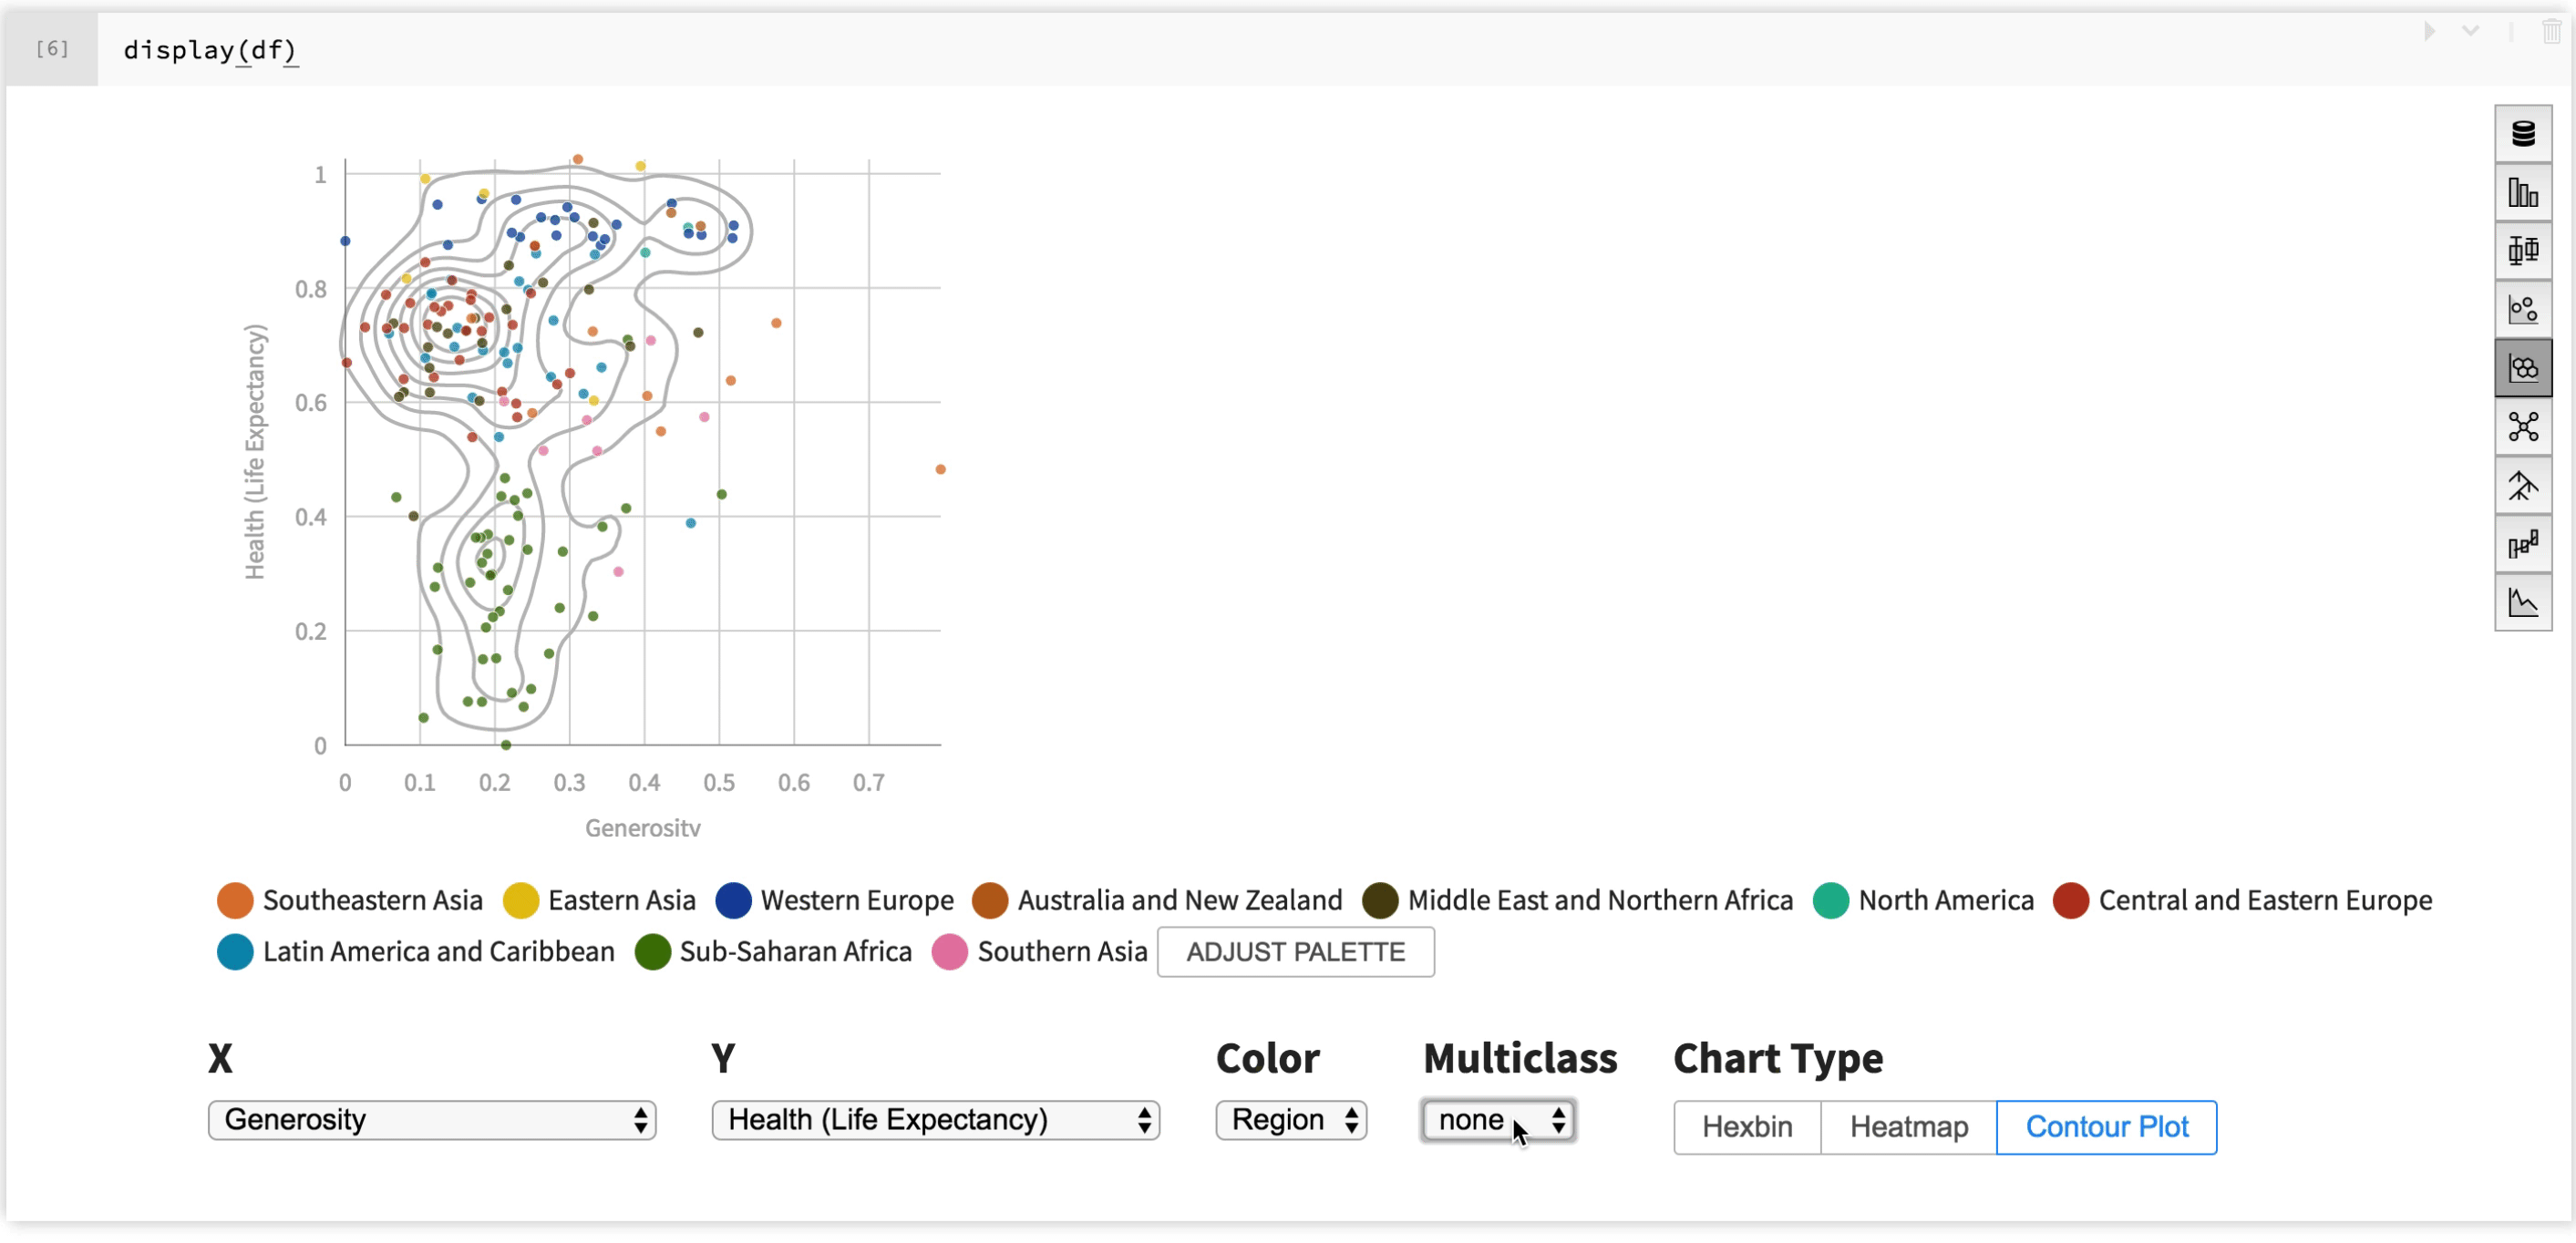 [6] display(df)
1
0.8
0.6
0.4
0.2
0
Health (Life Expectancy)
0 0.1 0.2 0.3 0.4 0.5 0.6 0.7
Generosity
Southeastern Asia Eastern Asia Western Europe Australia and New Zealand Middle East and Northern Africa North America Central and Eastern Europe
Latin America and Caribbean Sub-Saharan Africa Southern Asia ADJUST PALETTE
X Y Color Multiclass Chart Type
Generosity Health (Life Expectancy) Region none Hexbin Heatmap Contour Plot